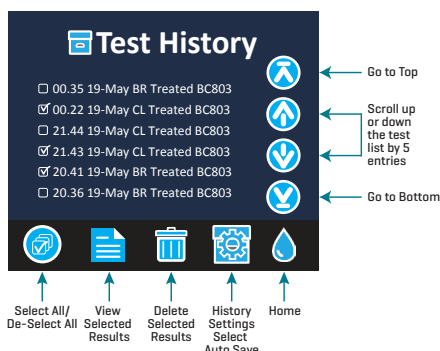 Test History
00.35 19-May BR Treated BC803
00.22 19-May CL Treated BC803
21.44 19-May CL Treated BC803
21.43 19-May CL Treated BC803
20.41 19-May BR Treated BC803
20.36 19-May BR Treated BC803
Go to Top
Scroll up
or down
the test
list by 5
entries
Go to Bottom
Select All/
De-Select All
View
Selected
Results
Delete
Selected
Results
History
Settings
Select
Auto Save
Home